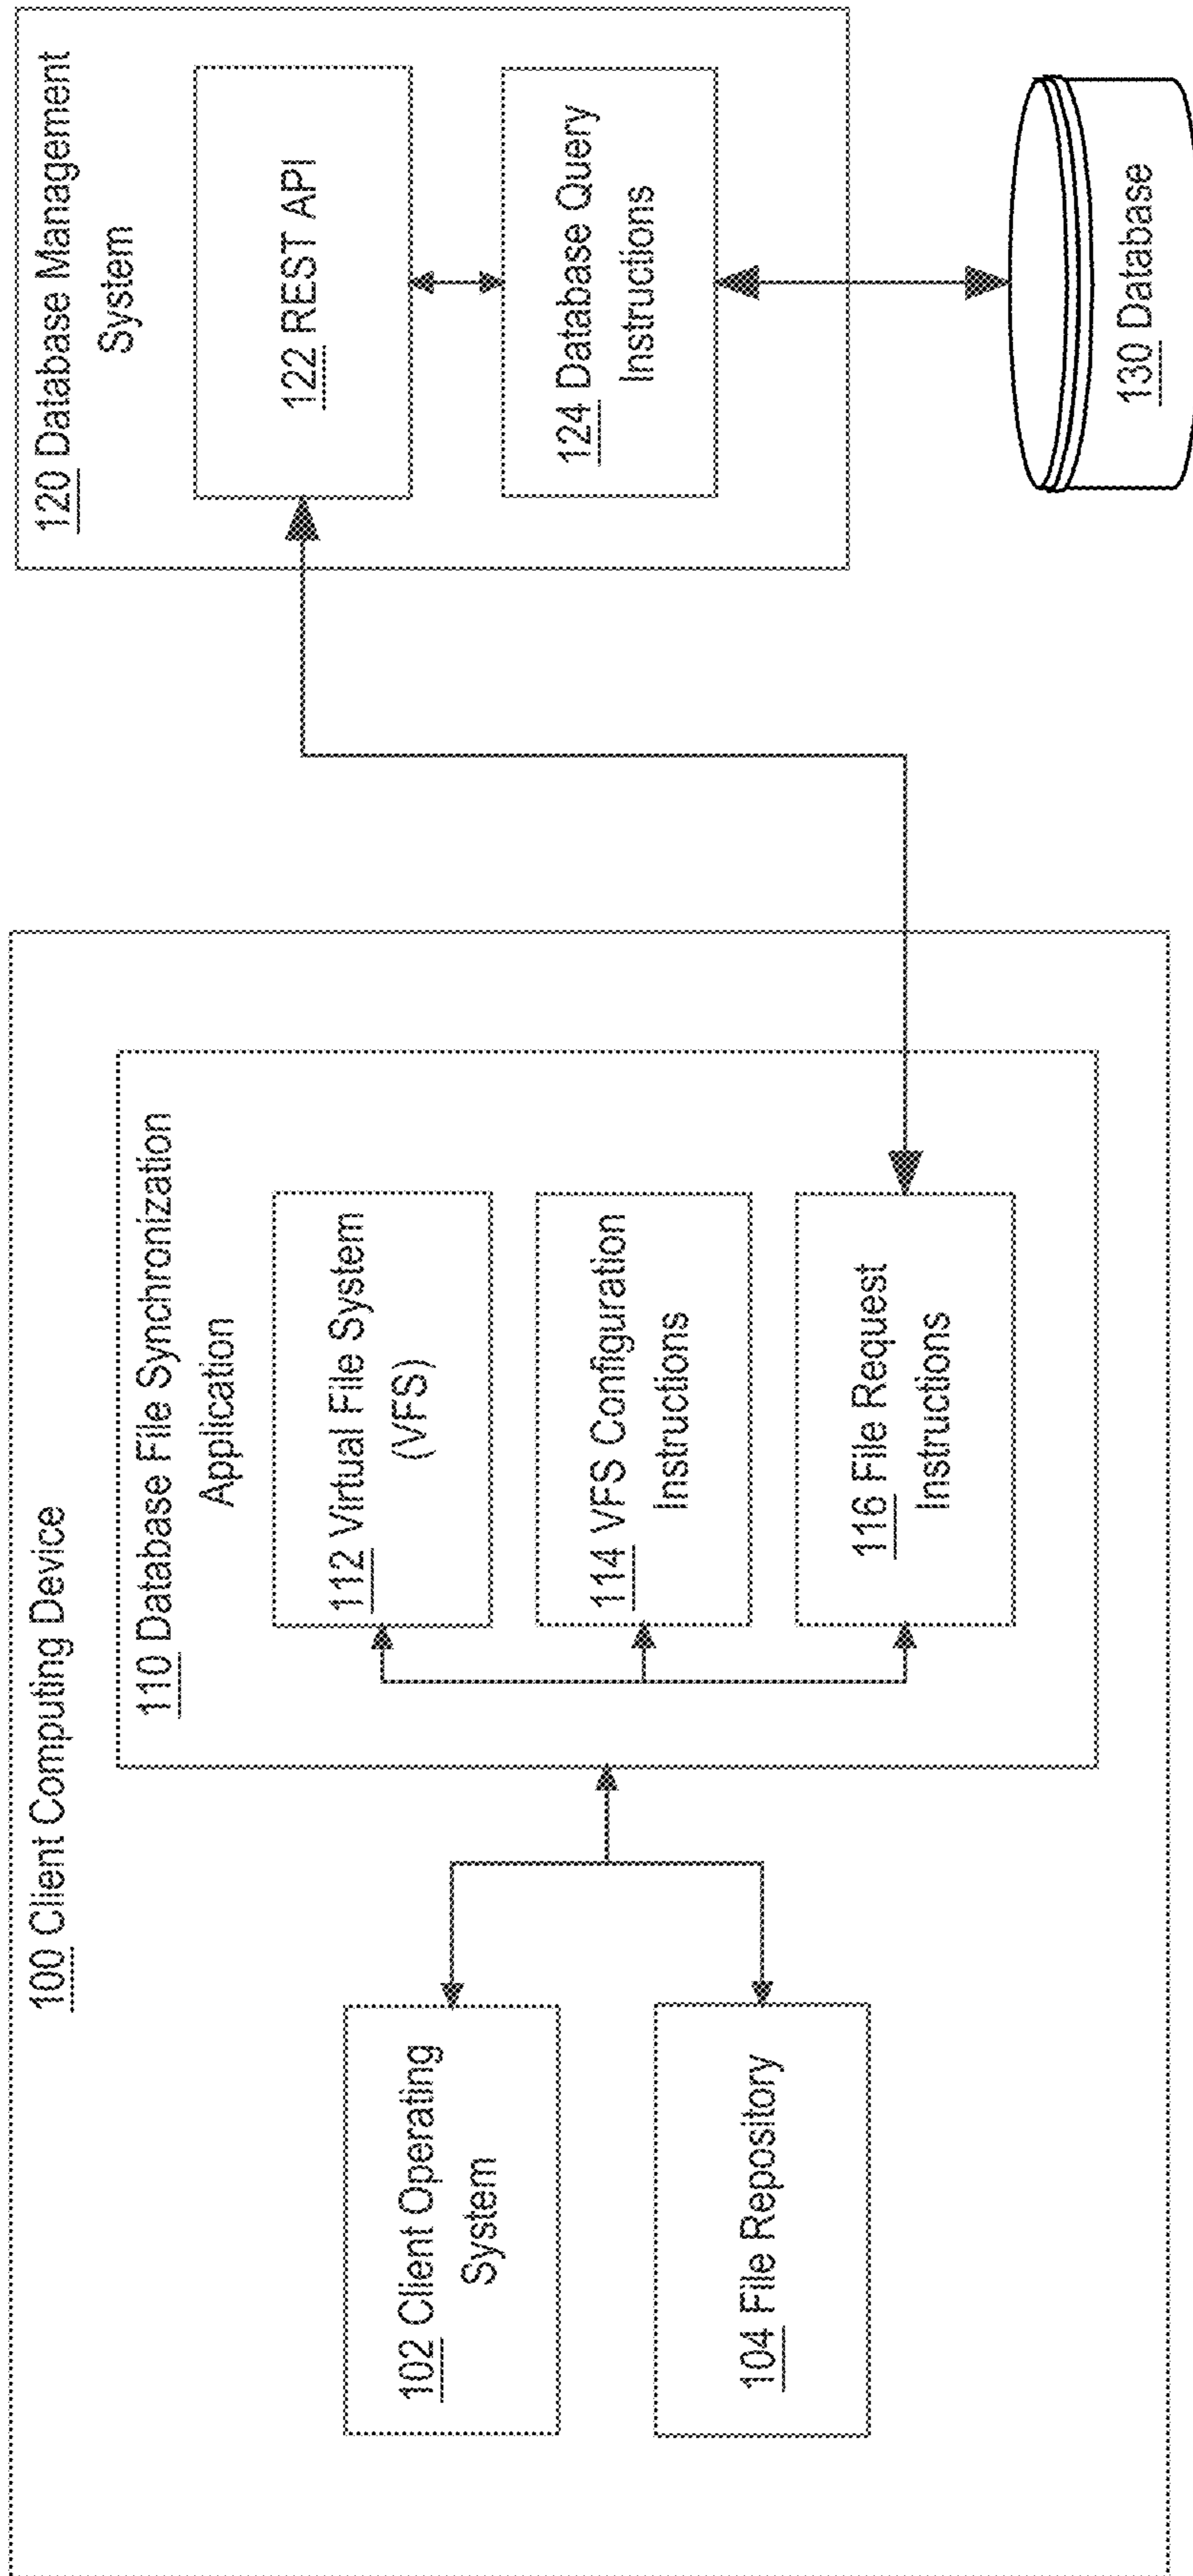 100 Client Computing Device
102 Client Operating
System
104 File Repository
110 Database File Synchronization
Application
112 Virtual File System
(VFS)
114 VFS Configuration
Instructions
116 File Request
Instructions
120 Database Management
System
122 REST API
124 Database Query
Instructions
130 Database